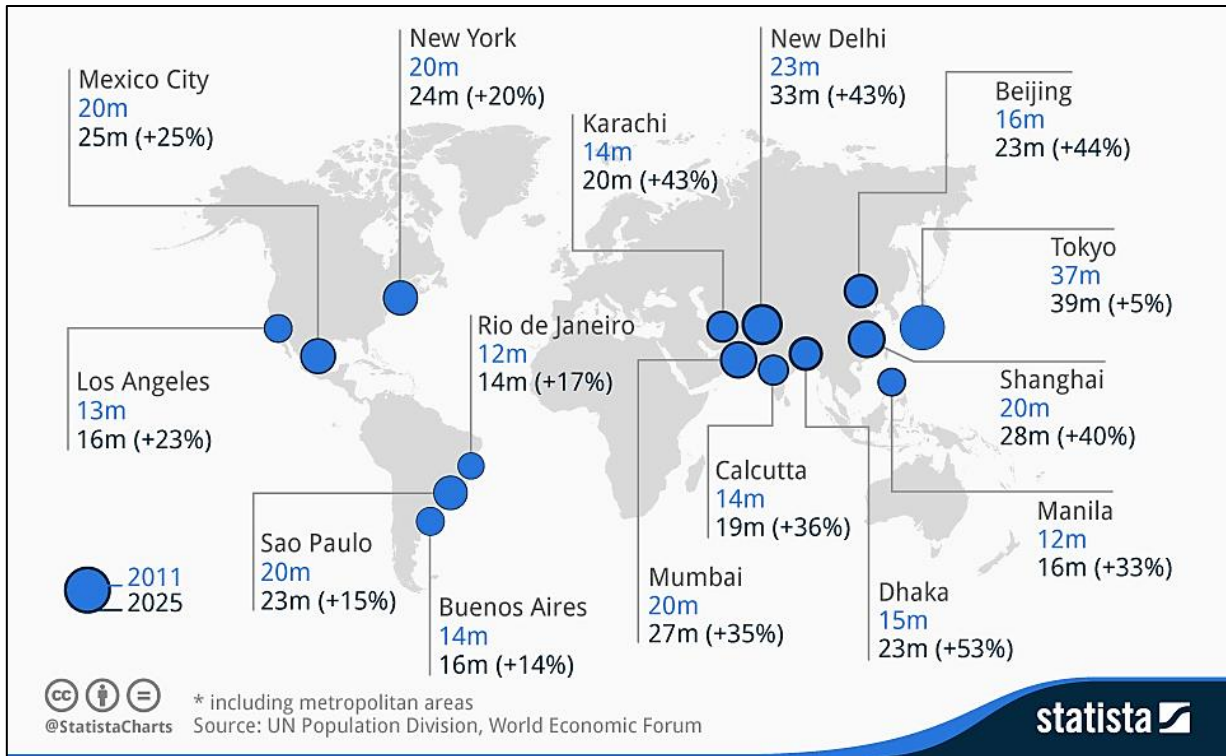 New York
20m
24m (+20%)
New Delhi
23m
33m (+43%)
Mexico City
20m
25m (+25%)
Beijing
16m
23m (+44%)
Karachi
14m
20m (+43%)
Tokyo
37m
39m (+5%)
Rio de Janeiro
12m
14m (+17%)
Los Angeles
13m
16m (+23%)
Shanghai
20m
28m (+40%)
Calcutta
14m
19m (+36%)
Manila
12m
16m (+33%)
Sao Paulo
20m
23m (+15%)
Mumbai
20m
27m (+35%)
Dhaka
15m
23m (+53%)
Buenos Aires
14m
16m (+14%)
2011
2025
cc
@StatistaCharts
* including metropolitan areas
Source: UN Population Division, World Economic Forum
statista